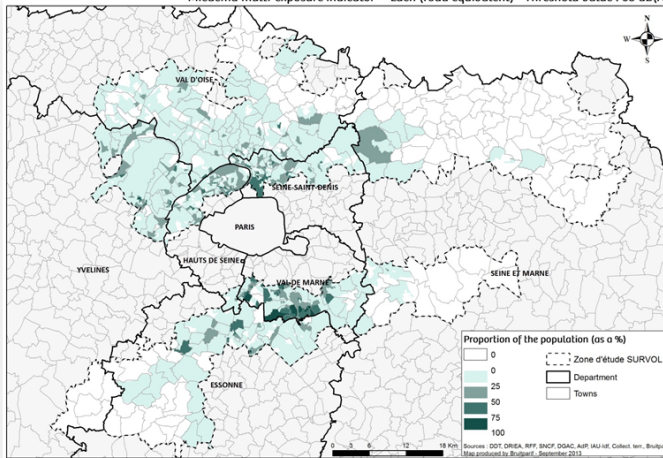 N
W E
S
VAL D'OISE
SEINE-SAINT-DENIS
PARIS
HAUTS DE SEINE
YVELINES
VAL DE MARNE
SEINE ET MARNE
ESSONNE
Proportion of the population (as a %)
0
0
25
50
75
100
Zone d'étude SURVOL
Department
Towns
0 3 6 12 18 Km
Sources : DDT, DRIEA, RFF, SNCF, DGAC, AdP, IAU-Idf, Collect. terr., Bruitpa
Map produced by Bruitparif - September 2013